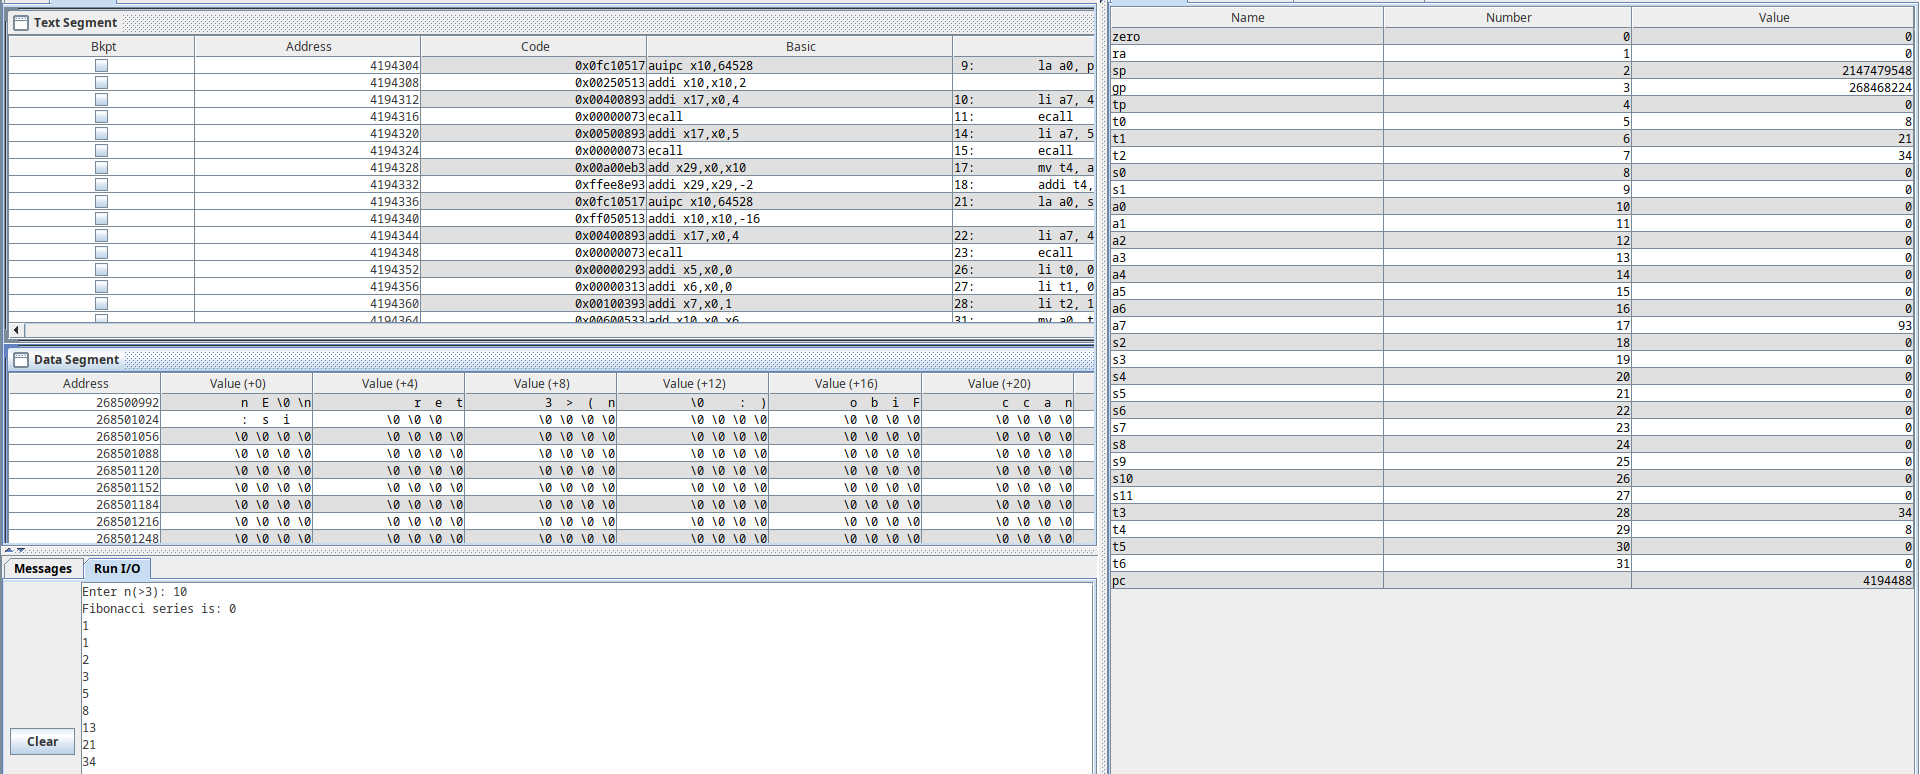 Text Segment
Bkpt Address Code Basic
4194304 0x0fc10517 auipc x10,64528 9: la a0, p
4194308 0x00250513 addi x10,x10,2
4194312 0x00400893 addi x17,x0,4 10: li a7, 4
4194316 0x00000073 ecall 11: ecall
4194320 0x00500893 addi x17,x0,5 14: li a7, 5
4194324 0x00000073 ecall 15: ecall
4194328 0x00a00eb3 add x29,x0,x10 17: mv t4, a
4194332 0xffee8e93 addi x29,x29,-2 18: addi t4,
4194336 0x0fc10517 auipc x10,64528 21: la a0, s
4194340 0xff050513 addi x10,x10,-16
4194344 0x00400893 addi x17,x0,4 22: li a7, 4
4194348 0x00000073 ecall 23: ecall
4194352 0x00000293 addi x5,x0,0 26: li t0, 0
4194356 0x00000313 addi x6,x0,0 27: li t1, 0
4194360 0x00100393 addi x7,x0,1 28: li t2, 1
4194364 0x00600533 add x10,x0,x6 31: mv a0, t
Data Segment
Address Value (+0) Value (+4) Value (+8) Value (+12) Value (+16) Value (+20)
268500992 n E \0 \n r e t 3 > ( n \0 : ) o b i F c c a n
268501024 : s i \0 \0 \0 \0 \0 \0 \0 \0 \0 \0 \0 \0 \0 \0 \0 \0 \0 \0 \0
268501056 \0 \0 \0 \0 \0 \0 \0 \0 \0 \0 \0 \0 \0 \0 \0 \0 \0 \0 \0 \0 \0 \0 \0 \0
268501088 \0 \0 \0 \0 \0 \0 \0 \0 \0 \0 \0 \0 \0 \0 \0 \0 \0 \0 \0 \0 \0 \0 \0 \0
268501120 \0 \0 \0 \0 \0 \0 \0 \0 \0 \0 \0 \0 \0 \0 \0 \0 \0 \0 \0 \0 \0 \0 \0 \0
268501152 \0 \0 \0 \0 \0 \0 \0 \0 \0 \0 \0 \0 \0 \0 \0 \0 \0 \0 \0 \0 \0 \0 \0 \0
268501184 \0 \0 \0 \0 \0 \0 \0 \0 \0 \0 \0 \0 \0 \0 \0 \0 \0 \0 \0 \0 \0 \0 \0 \0
268501216 \0 \0 \0 \0 \0 \0 \0 \0 \0 \0 \0 \0 \0 \0 \0 \0 \0 \0 \0 \0 \0 \0 \0 \0
268501248 \0 \0 \0 \0 \0 \0 \0 \0 \0 \0 \0 \0 \0 \0 \0 \0 \0 \0 \0 \0 \0 \0 \0 \0
Messages Run I/O
Enter n(>3): 10
Fibonacci series is: 0
1
1
2
3
5
8
13
21
34
Clear
Name Number Value
zero 0 0
ra 1 0
sp 2 2147479548
gp 3 268468224
tp 4 0
t0 5 8
t1 6 21
t2 7 34
s0 8 0
s1 9 0
a0 10 0
a1 11 0
a2 12 0
a3 13 0
a4 14 0
a5 15 0
a6 16 0
a7 17 93
s2 18 0
s3 19 0
s4 20 0
s5 21 0
s6 22 0
s7 23 0
s8 24 0
s9 25 0
s10 26 0
s11 27 0
t3 28 34
t4 29 8
t5 30 0
t6 31 0
pc 4194488